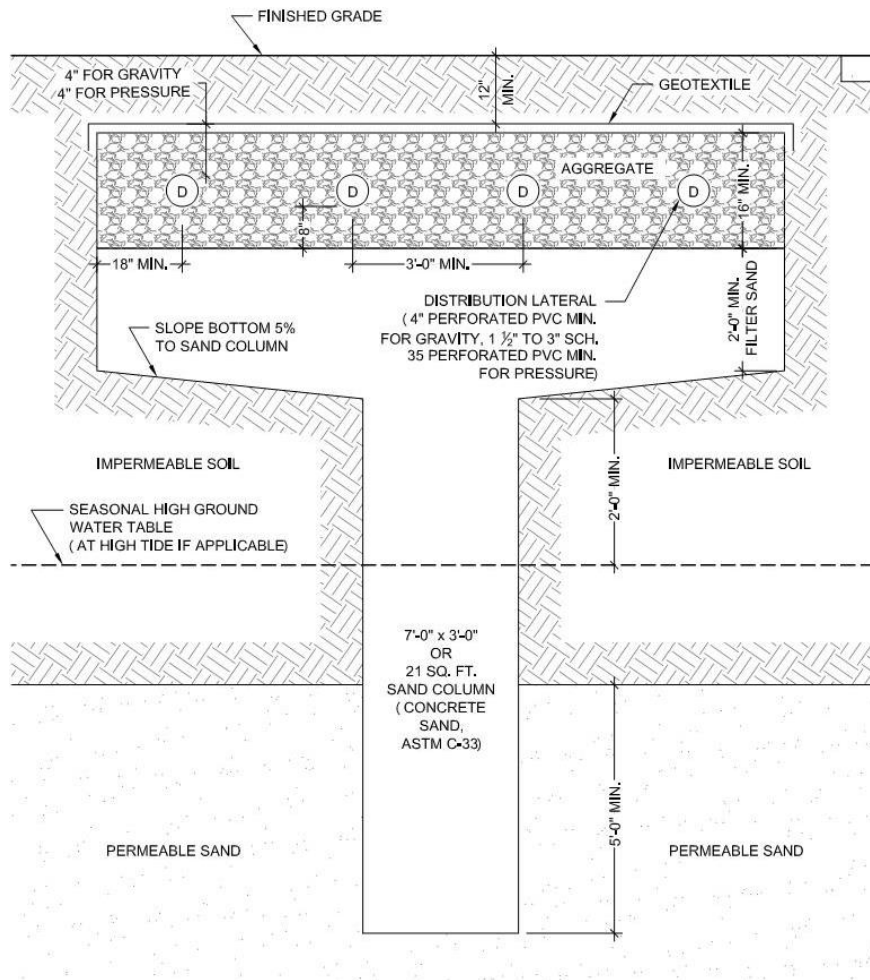 FINISHED GRADE
4" FOR GRAVITY
4" FOR PRESSURE
12"
MIN.
GEOTEXTILE
AGGREGATE
D
D
D
D
16" MIN.
8"
18" MIN.
3'-0" MIN.
2'-0" MIN.
FILTER SAND
DISTRIBUTION LATERAL
( 4" PERFORATED PVC MIN.
FOR GRAVITY, 1 ½" TO 3" SCH.
35 PERFORATED PVC MIN.
FOR PRESSURE)
SLOPE BOTTOM 5%
TO SAND COLUMN
IMPERMEABLE SOIL
2'-0" MIN.
IMPERMEABLE SOIL
SEASONAL HIGH GROUND
WATER TABLE
( AT HIGH TIDE IF APPLICABLE)
7'-0" x 3'-0"
OR
21 SQ. FT.
SAND COLUMN
( CONCRETE
SAND,
ASTM C-33)
5'-0" MIN.
PERMEABLE SAND
PERMEABLE SAND